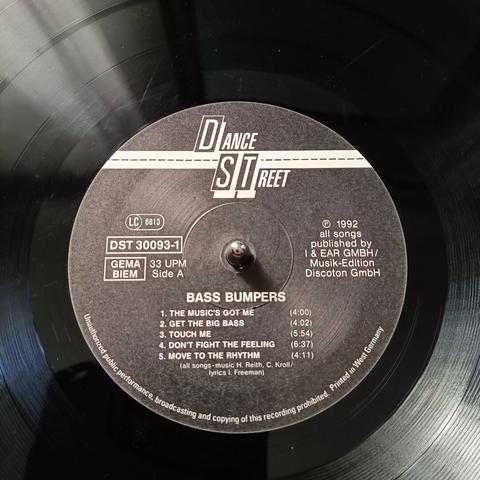 DANCE
STREET
LC 6813
DST 30093-1
GEMA
BIEM
33 UPM
Side A
℗ 1992
all songs
published by
I & EAR GMBH/
Musik-Edition
Discoton GmbH
BASS BUMPERS
1. THE MUSIC'S GOT ME (4:00)
2. GET THE BIG BASS (4:02)
3. TOUCH ME (5:54)
4. DON'T FIGHT THE FEELING (6:37)
5. MOVE TO THE RHYTHM (4:11)
(all songs-music H. Reith, C. Kroll/
lyrics I. Freeman)
Unauthorized public performance, broadcasting and copying of this recording prohibited. Printed in West Germany